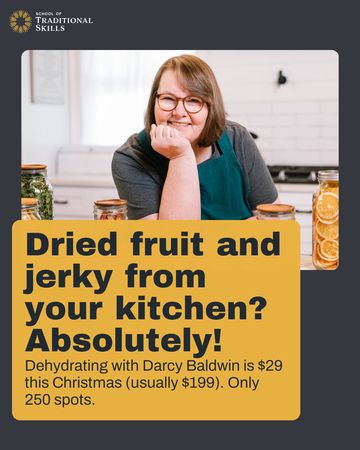 SCHOOL OF
TRADITIONAL
SKILLS
Dried fruit and
jerky from
your kitchen?
Absolutely!
Dehydrating with Darcy Baldwin is $29
this Christmas (usually $199). Only
250 spots.